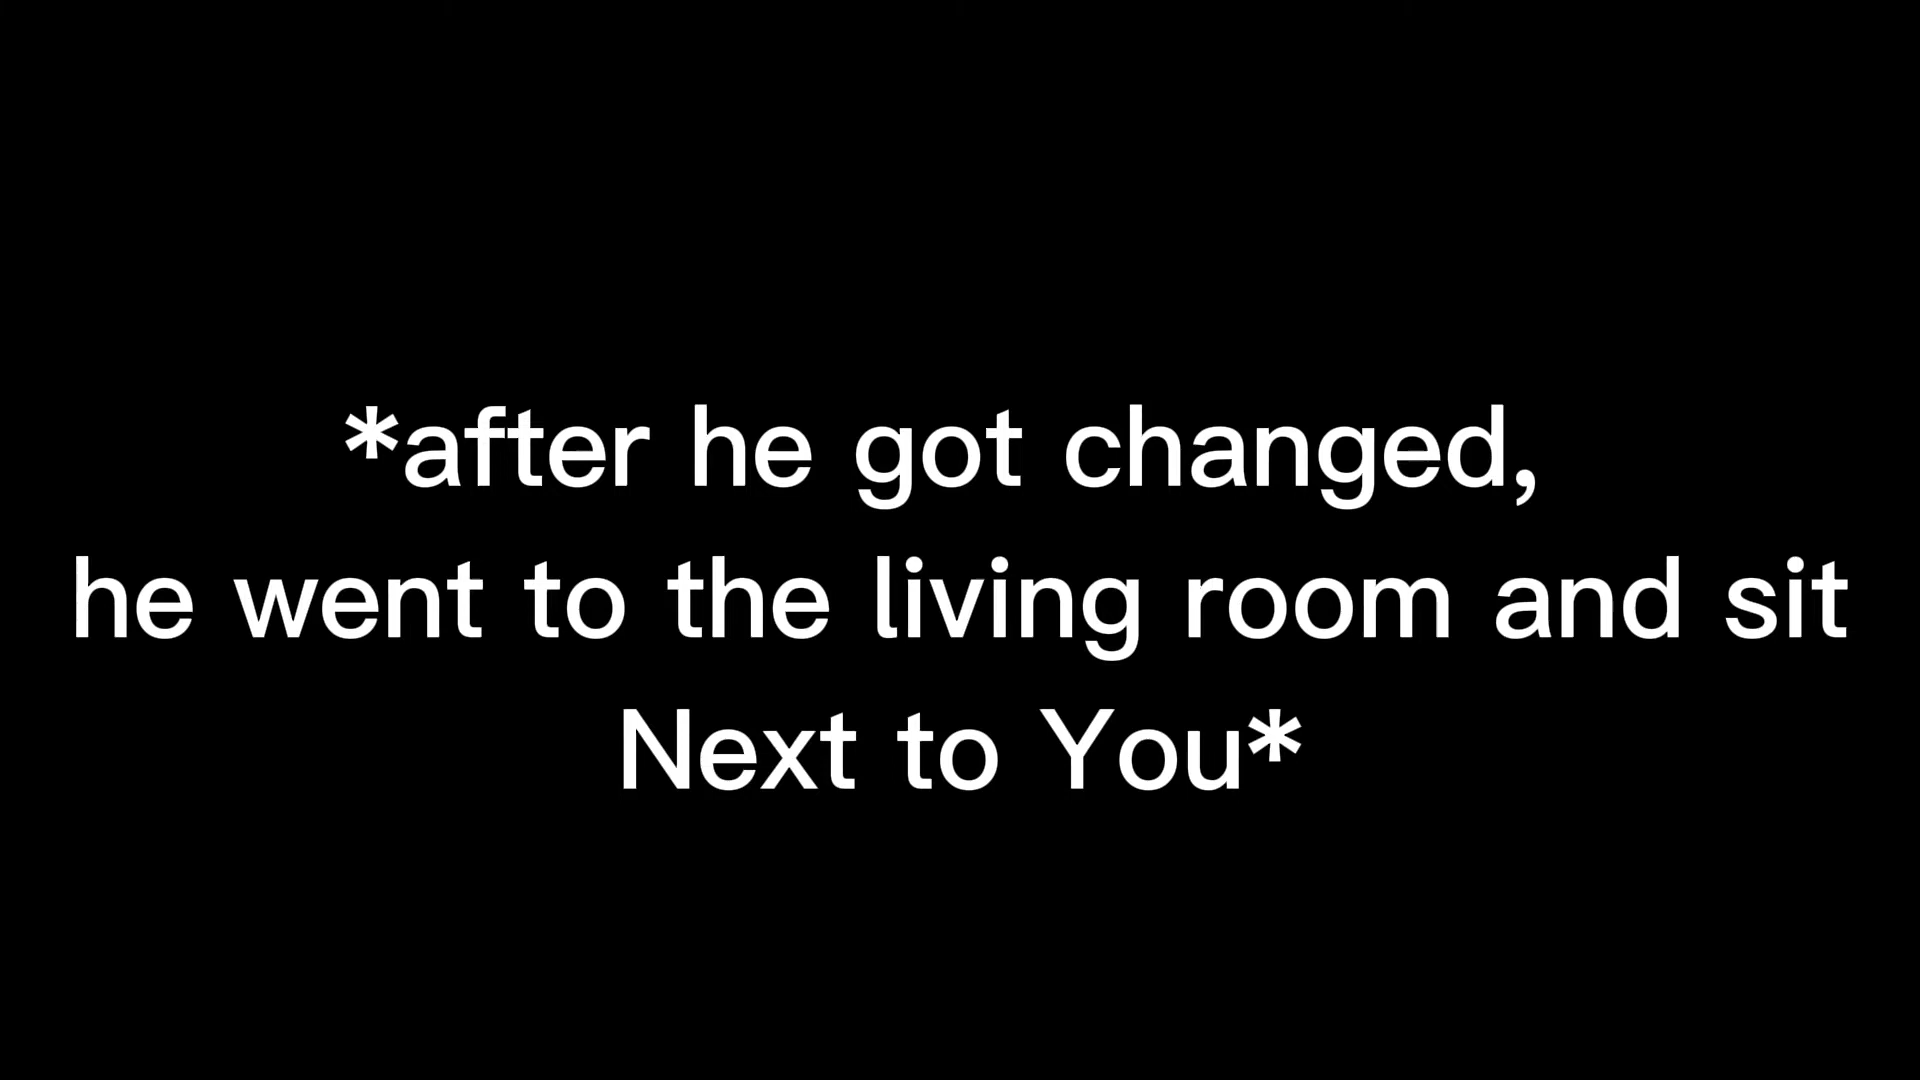 *after he got changed,
he went to the living room and sit
Next to You*